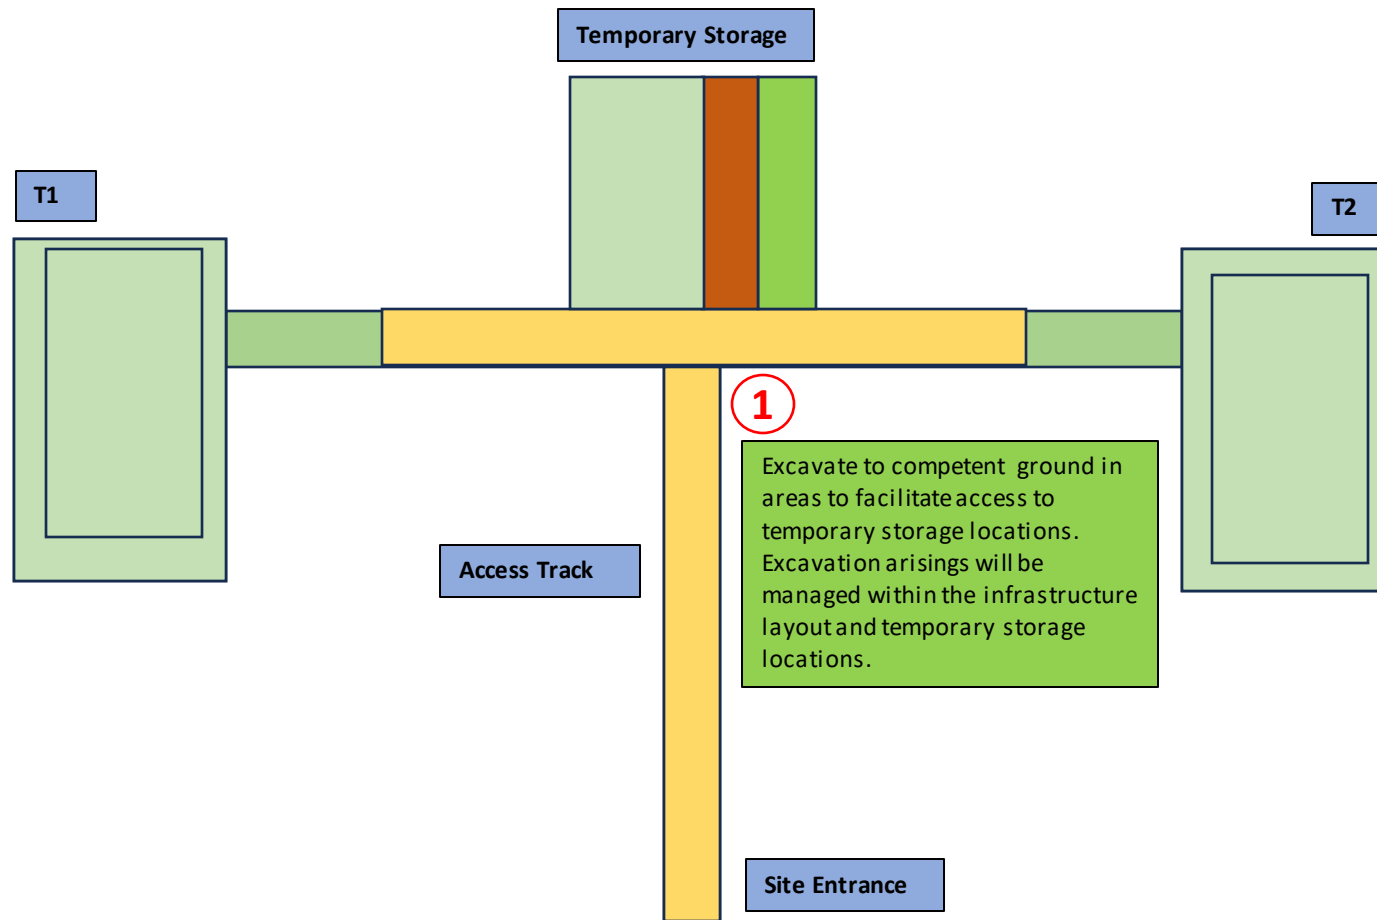 Temporary Storage
T1
T2
1
Excavate to competent ground in
areas to facilitate access to
temporary storage locations.
Excavation arisings will be
managed within the infrastructure
layout and temporary storage
locations.
Access Track
Site Entrance